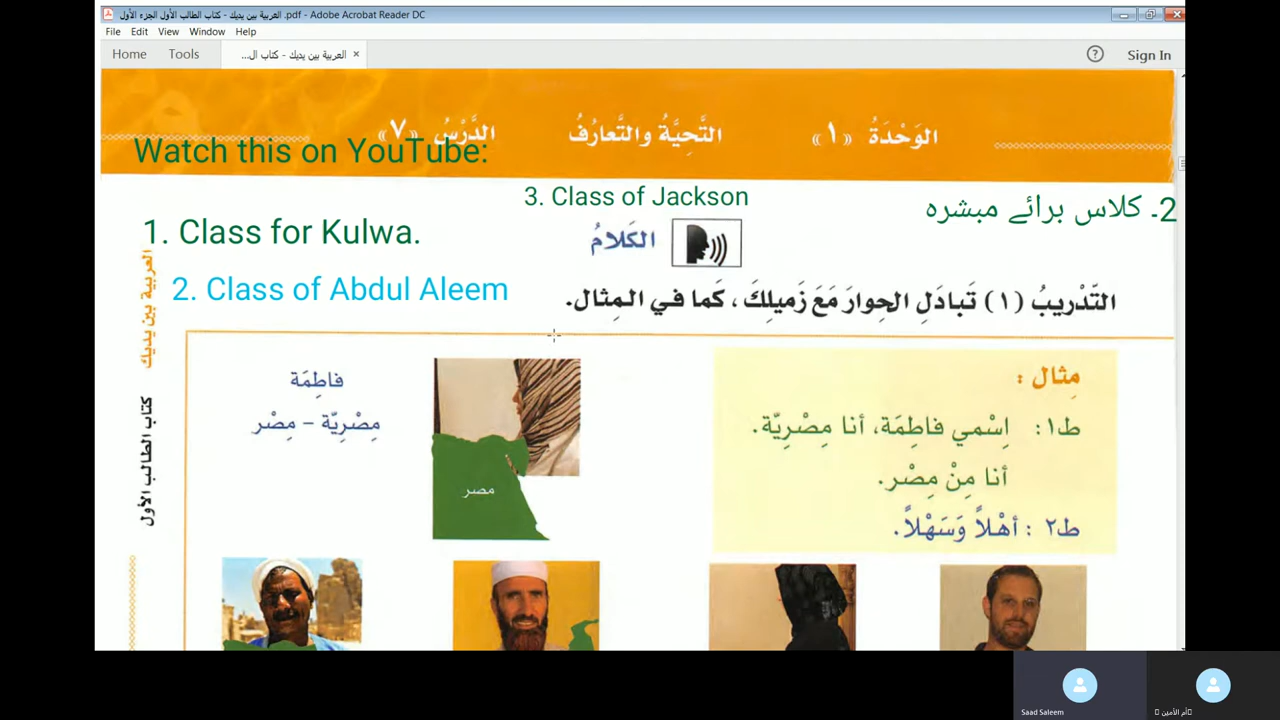 العربية بين يديك - كتاب الطالب الأول الجزء الأول .pdf - Adobe Acrobat Reader DC
File Edit View Window Help
Home Tools العربية بين يديك - كتاب ال... × ? Sign In
الوَحْدَةُ «١» التَّحِيَّةُ والتَّعارُفُ الدَّرْسُ «٧»
Watch this on YouTube:
3. Class of Jackson
2۔ کلاس برائے مبشرہ
1. Class for Kulwa.
الكَلامُ
2. Class of Abdul Aleem
التَّدْريبُ (١) تَبادَلِ الحِوارَ مَعَ زَميلِكَ ، كَما في المِثال.
مِثال :
ط١: اِسْمي فاطِمَة، أنا مِصْرِيّة.
أنا مِنْ مِصْر.
ط٢ : أهْلاً وَسَهْلاً.
فاطِمَة
مِصْرِيّة – مِصْر
مصر
العربية بين يديك
كتاب الطالب الأول
Saad Saleem
أم الأمين